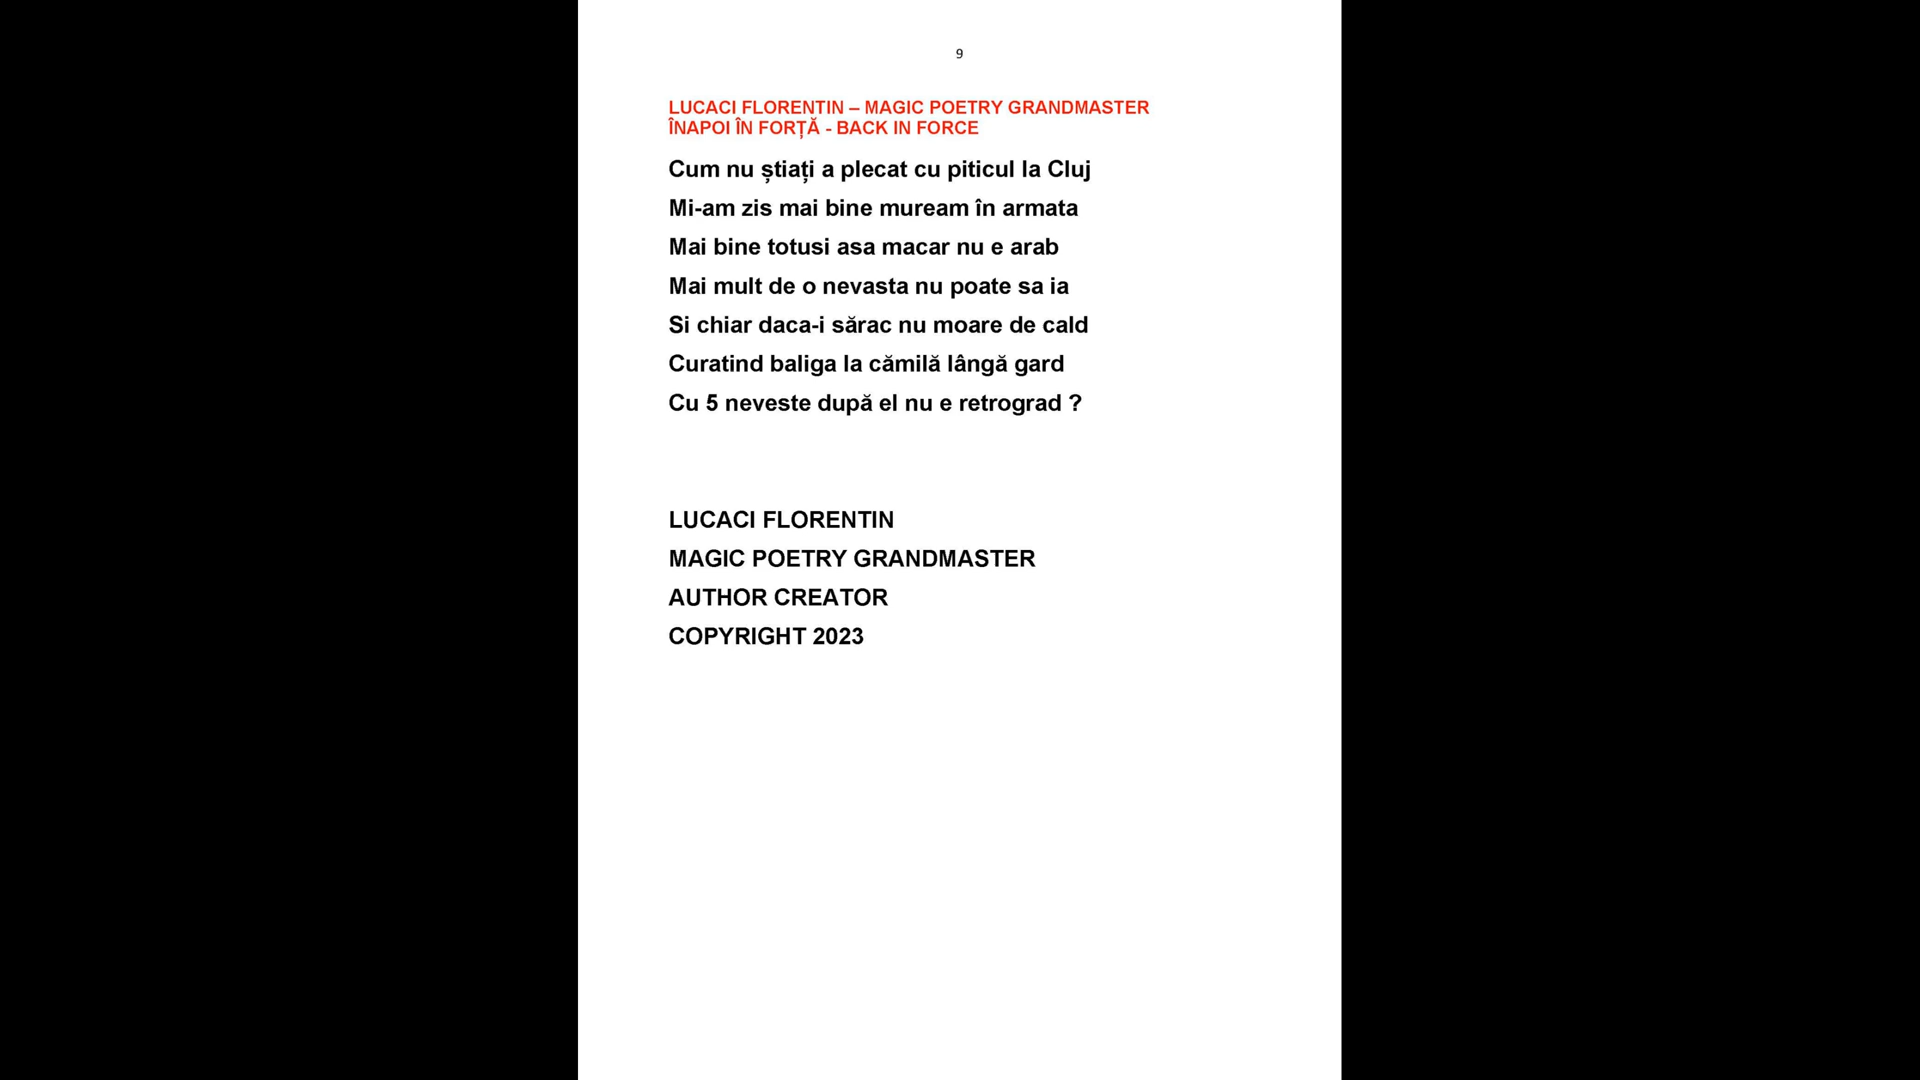 9
LUCACI FLORENTIN – MAGIC POETRY GRANDMASTER
ÎNAPOI ÎN FORȚĂ - BACK IN FORCE
Cum nu știați a plecat cu piticul la Cluj
Mi-am zis mai bine muream în armata
Mai bine totusi asa macar nu e arab
Mai mult de o nevasta nu poate sa ia
Si chiar daca-i sărac nu moare de cald
Curatind baliga la cămilă lângă gard
Cu 5 neveste după el nu e retrograd ?
LUCACI FLORENTIN
MAGIC POETRY GRANDMASTER
AUTHOR CREATOR
COPYRIGHT 2023